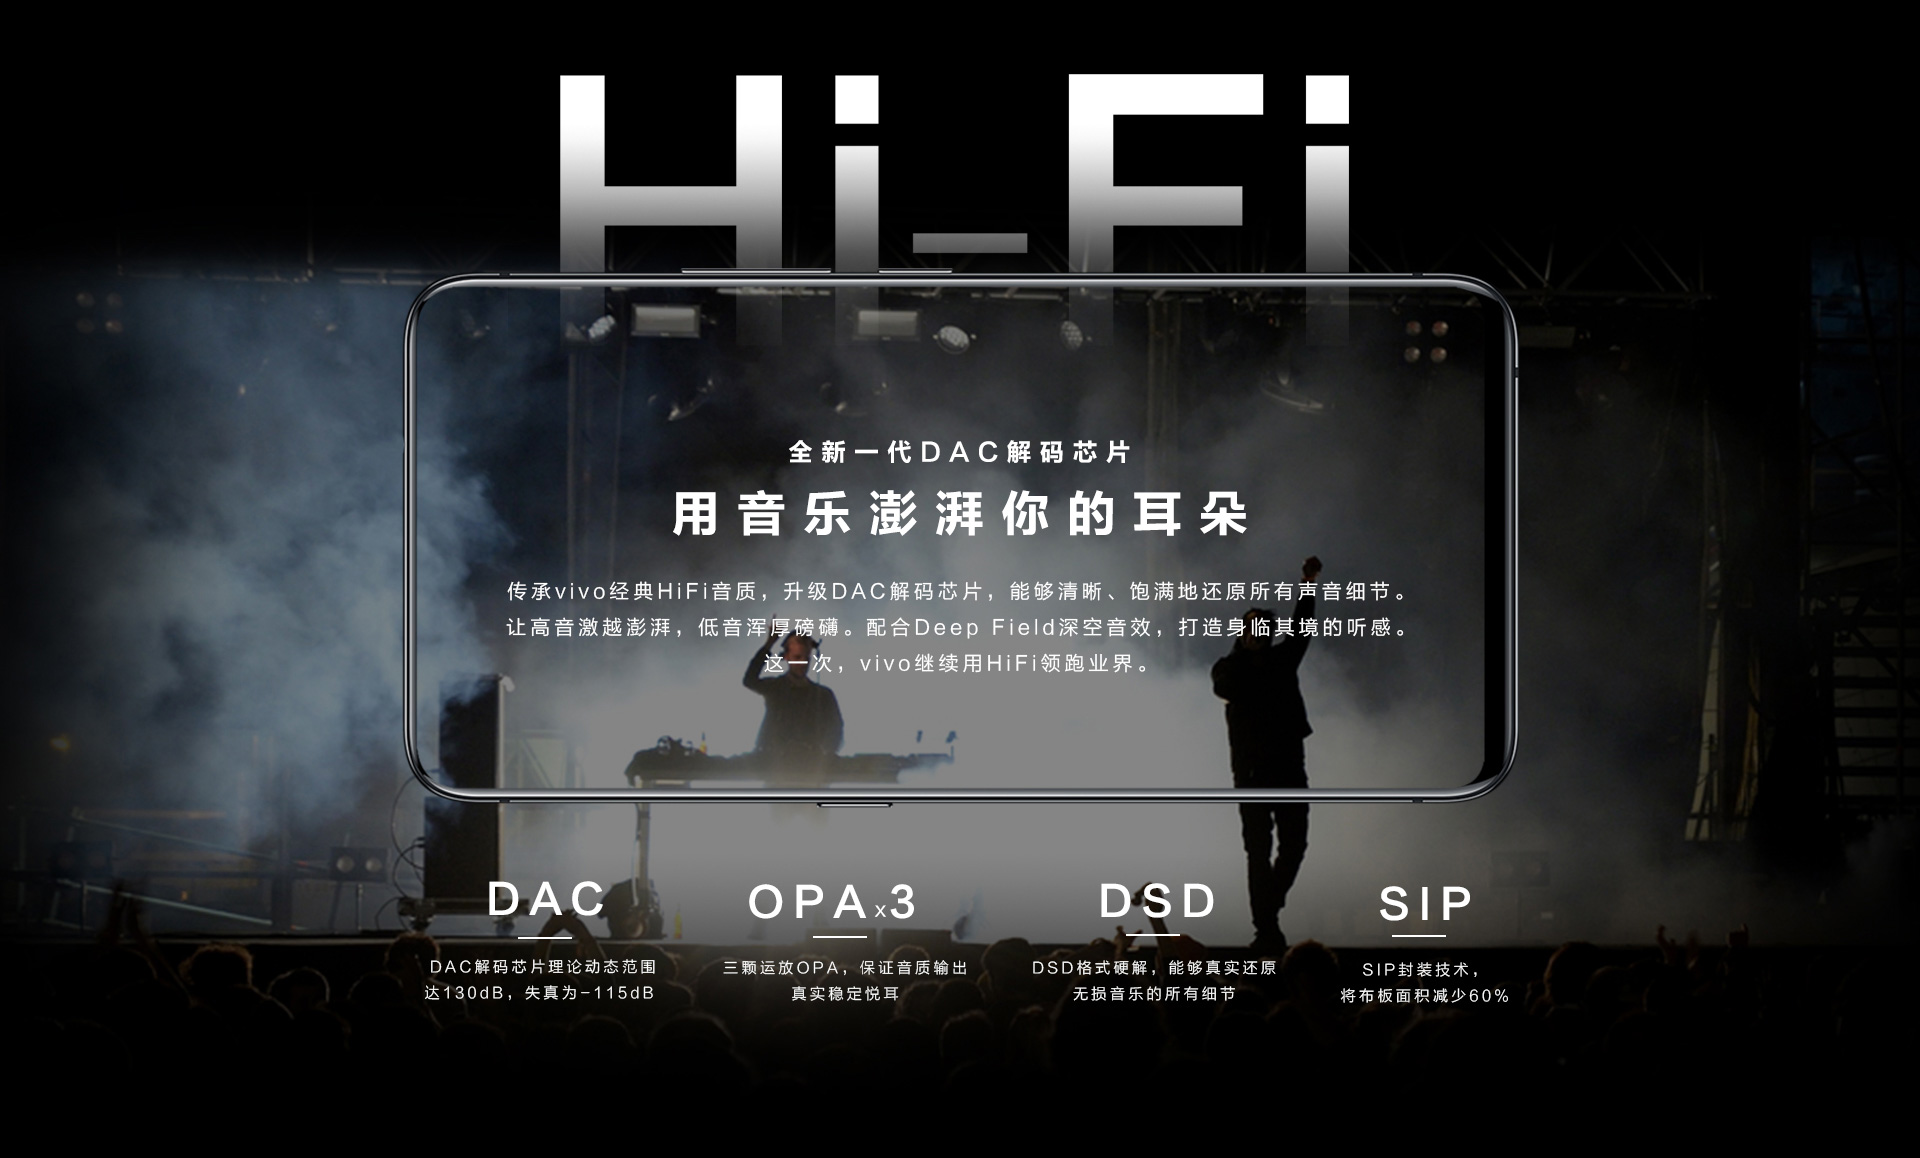 Hi-Fi
全新一代DAC解码芯片
用音乐澎湃你的耳朵
传承vivo经典HiFi音质，升级DAC解码芯片，能够清晰、饱满地还原所有声音细节。
让高音激越澎湃，低音浑厚磅礴。配合Deep Field深空音效，打造身临其境的听感。
这一次，vivo继续用HiFi领跑业界。
DAC
DAC解码芯片理论动态范围
达130dB，失真为-115dB
OPAx3
三颗运放OPA，保证音质输出
真实稳定悦耳
DSD
DSD格式硬解，能够真实还原
无损音乐的所有细节
SIP
SIP封装技术，
将布板面积减少60%